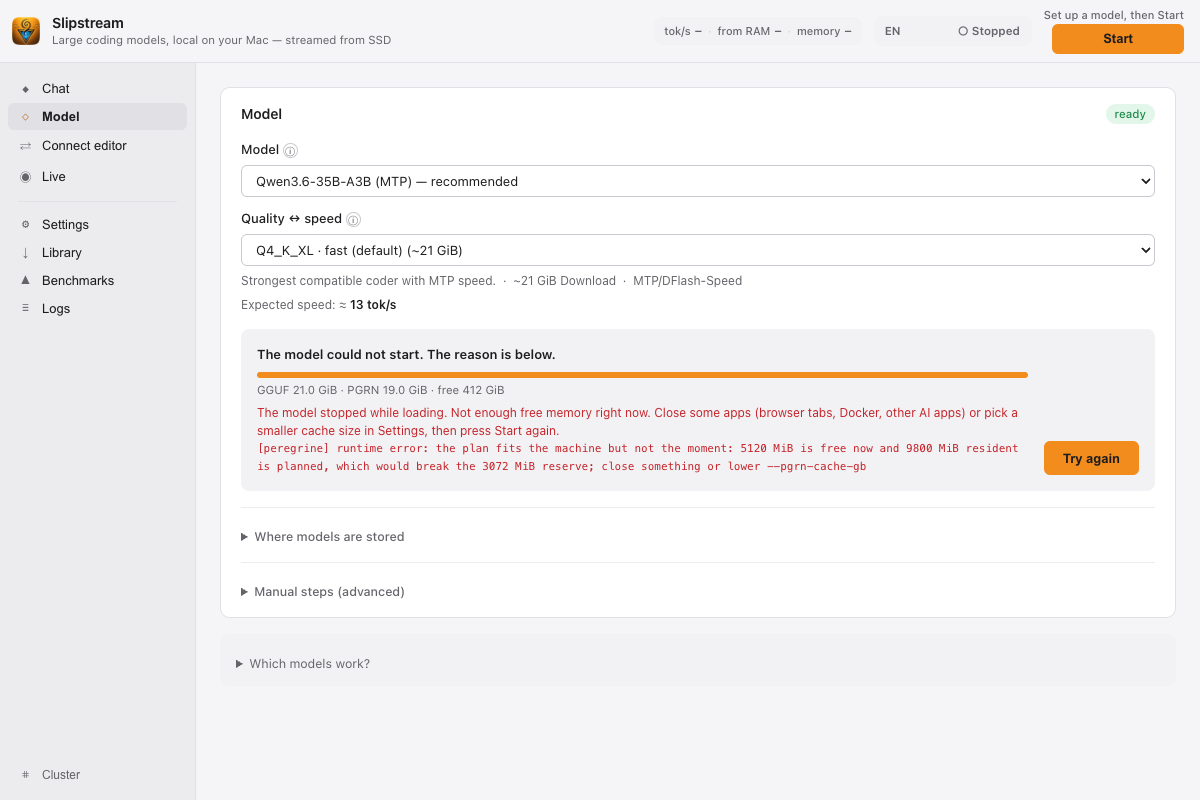 Slipstream
Large coding models, local on your Mac — streamed from SSD
tok/s – · from RAM – · memory –
EN
Stopped
Set up a model, then Start
Start
Chat
Model
Connect editor
Live
Settings
Library
Benchmarks
Logs
Cluster
Model
ready
Model
Qwen3.6-35B-A3B (MTP) — recommended
Quality ↔ speed
Q4_K_XL · fast (default) (~21 GiB)
Strongest compatible coder with MTP speed. · ~21 GiB Download · MTP/DFlash-Speed
Expected speed: ≈ 13 tok/s
The model could not start. The reason is below.
GGUF 21.0 GiB · PGRN 19.0 GiB · free 412 GiB
The model stopped while loading. Not enough free memory right now. Close some apps (browser tabs, Docker, other AI apps) or pick a
smaller cache size in Settings, then press Start again.
[peregrine] runtime error: the plan fits the machine but not the moment: 5120 MiB is free now and 9800 MiB resident
is planned, which would break the 3072 MiB reserve; close something or lower --pgrn-cache-gb
Try again
Where models are stored
Manual steps (advanced)
Which models work?